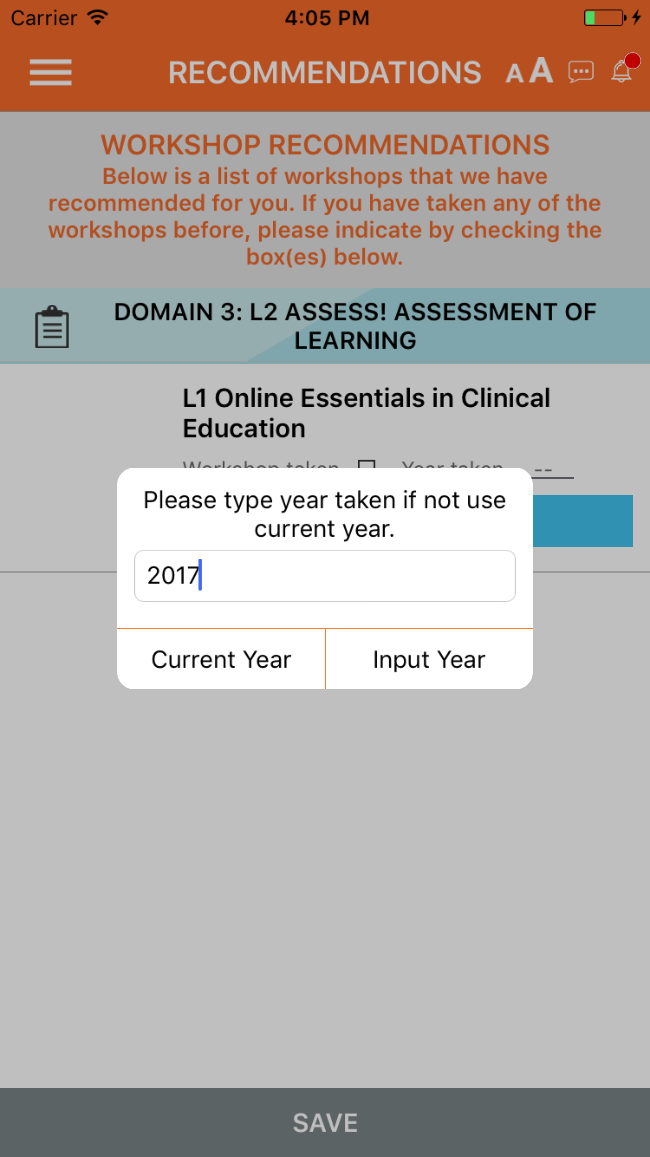 Carrier 4:05 PM
RECOMMENDATIONS A A
WORKSHOP RECOMMENDATIONS
Below is a list of workshops that we have
recommended for you. If you have taken any of the
workshops before, please indicate by checking the
box(es) below.
DOMAIN 3: L2 ASSESS! ASSESSMENT OF
LEARNING
L1 Online Essentials in Clinical
Education
Workshop taken Year taken --
Please type year taken if not use
current year.
2017
Current Year Input Year
SAVE